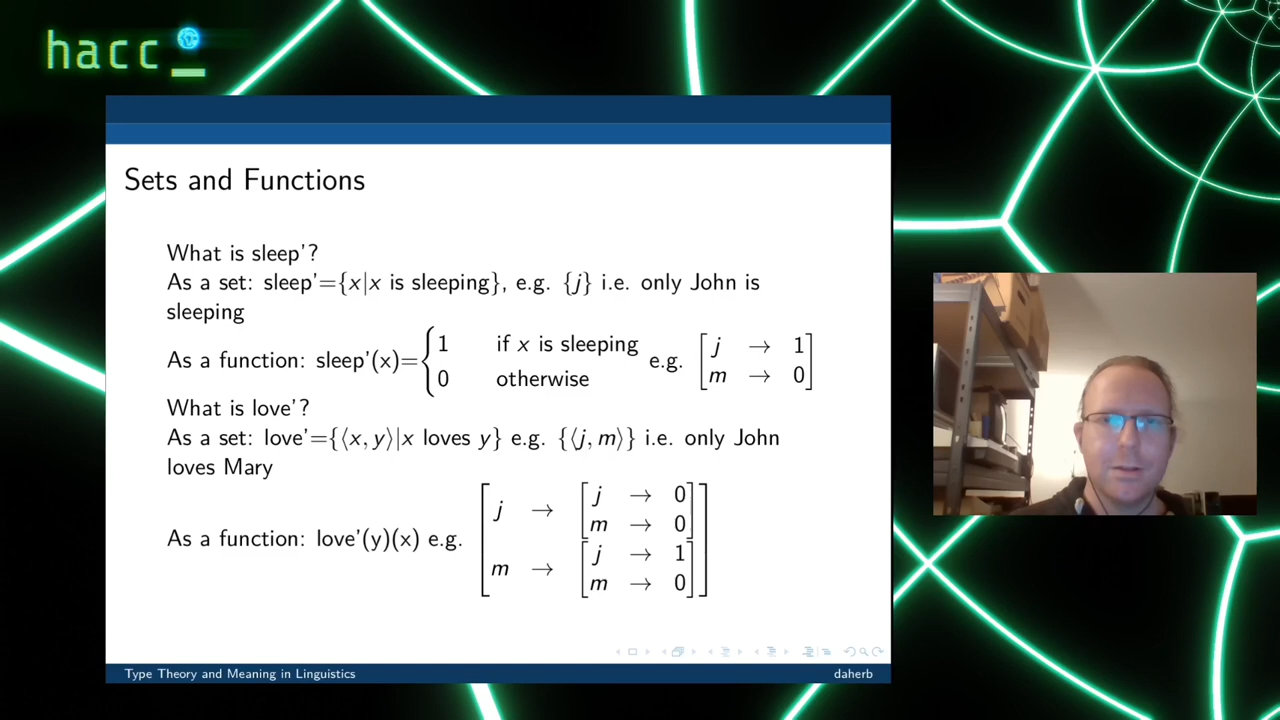 hacc
Sets and Functions
What is sleep'?
As a set: sleep'={x|x is sleeping}, e.g. {j} i.e. only John is
sleeping
As a function: sleep'(x)={1 if x is sleeping e.g. [j → 1]
0 otherwise [m → 0]
What is love'?
As a set: love'={⟨x, y⟩|x loves y} e.g. {⟨j, m⟩} i.e. only John
loves Mary
As a function: love'(y)(x) e.g.
j → [j → 0
m → 0]
m → [j → 1
m → 0]
Type Theory and Meaning in Linguistics
daherb